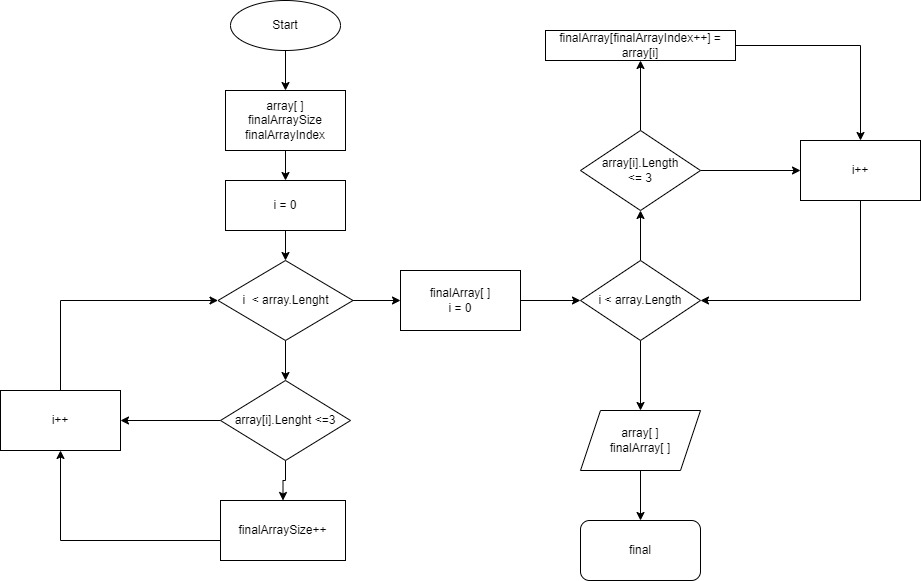 Start
array[ ]
finalArraySize
finalArrayIndex
i = 0
i < array.Lenght
array[i].Lenght <=3
i++
finalArraySize++
finalArray[ ]
i = 0
i < array.Length
array[i].Length
<= 3
finalArray[finalArrayIndex++] =
array[i]
i++
array[ ]
finalArray[ ]
final